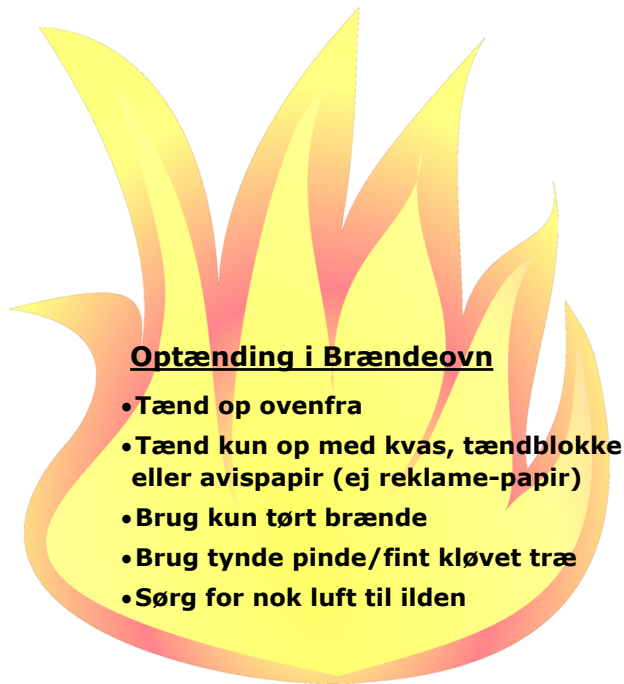 Optænding i Brændeovn
•Tænd op ovenfra
•Tænd kun op med kvas, tændblokke
eller avispapir (ej reklame-papir)
•Brug kun tørt brænde
•Brug tynde pinde/fint kløvet træ
•Sørg for nok luft til ilden